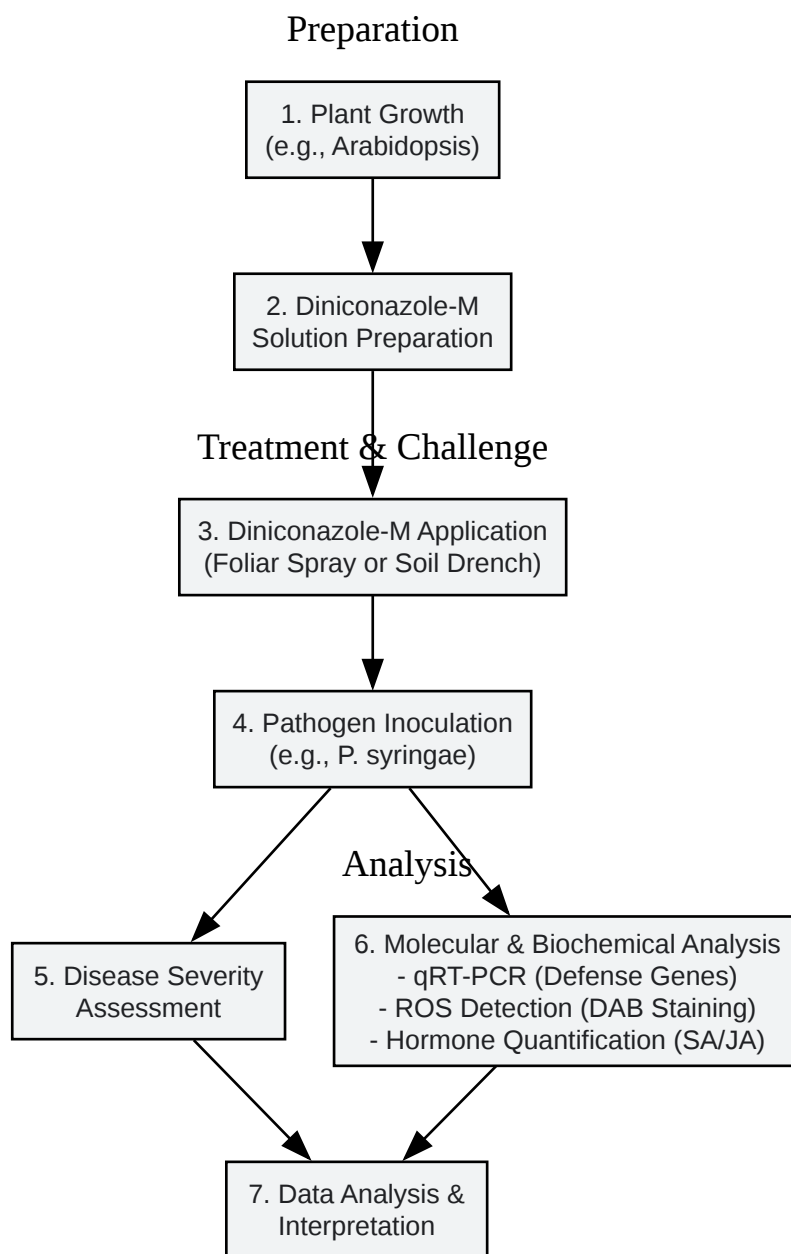 Preparation
1. Plant Growth
(e.g., Arabidopsis)
2. Diniconazole-M
Solution Preparation
Treatment & Challenge
3. Diniconazole-M Application
(Foliar Spray or Soil Drench)
4. Pathogen Inoculation
(e.g., P. syringae)
Analysis
5. Disease Severity
Assessment
6. Molecular & Biochemical Analysis
- qRT-PCR (Defense Genes)
- ROS Detection (DAB Staining)
- Hormone Quantification (SA/JA)
7. Data Analysis &
Interpretation